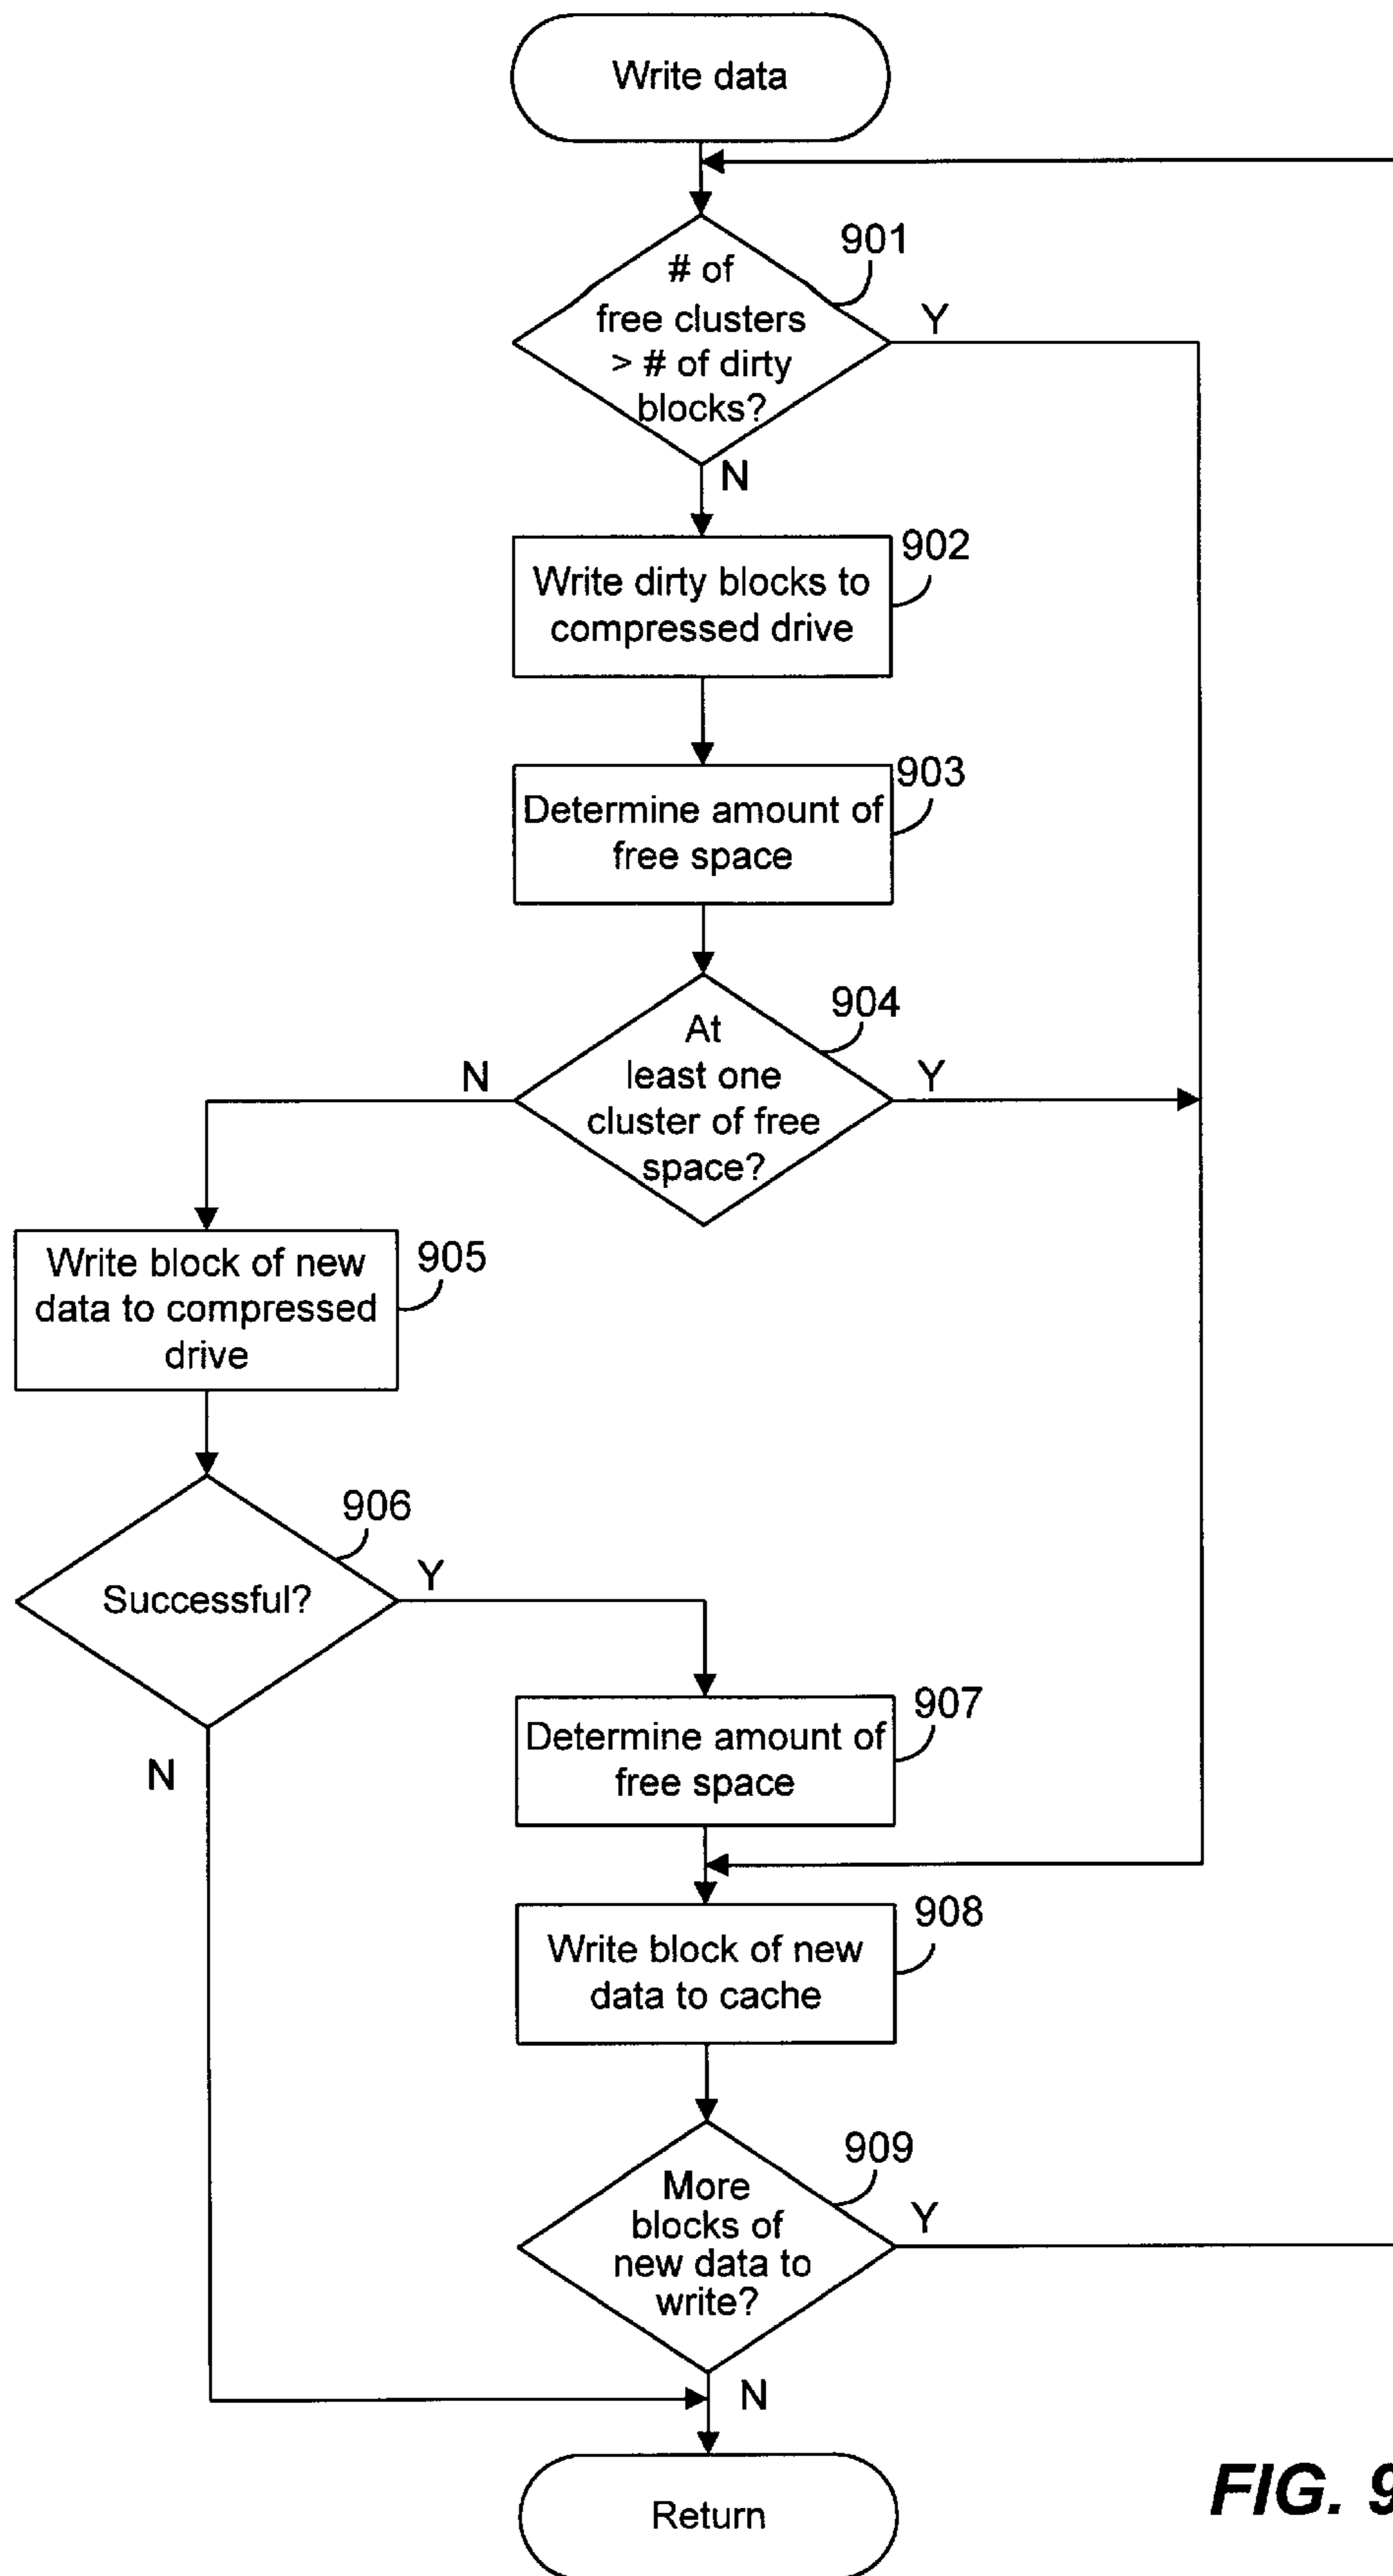 Write data
901
# of
free clusters
> # of dirty
blocks?
Y
N
902
Write dirty blocks to
compressed drive
903
Determine amount of
free space
904
At
least one
cluster of free
space?
N
Y
905
Write block of new
data to compressed
drive
906
Successful?
Y
N
907
Determine amount of
free space
908
Write block of new
data to cache
909
More
blocks of
new data to
write?
Y
N
Return
FIG. 9